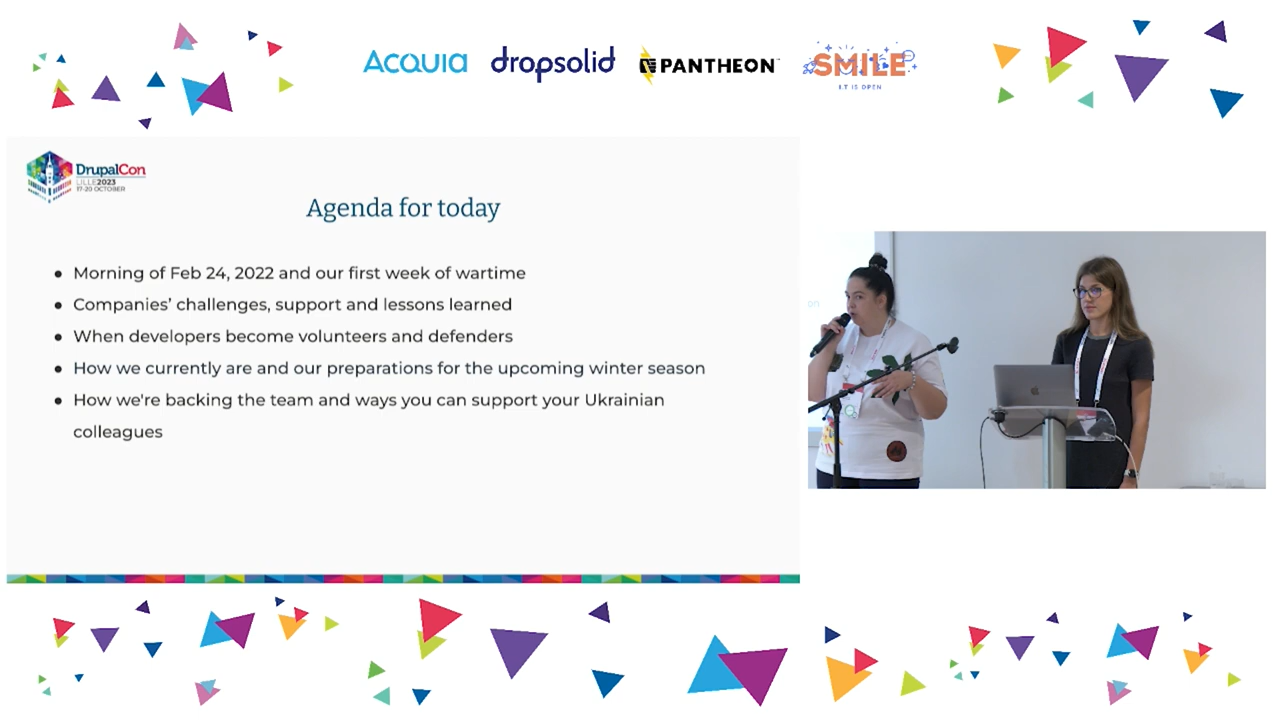 ACQUIA dropsolid PANTHEON SMILE
I.T IS OPEN
DrupalCon
LILLE2023
17-20 OCTOBER
Agenda for today
● Morning of Feb 24, 2022 and our first week of wartime
● Companies’ challenges, support and lessons learned
● When developers become volunteers and defenders
● How we currently are and our preparations for the upcoming winter season
● How we're backing the team and ways you can support your Ukrainian
colleagues